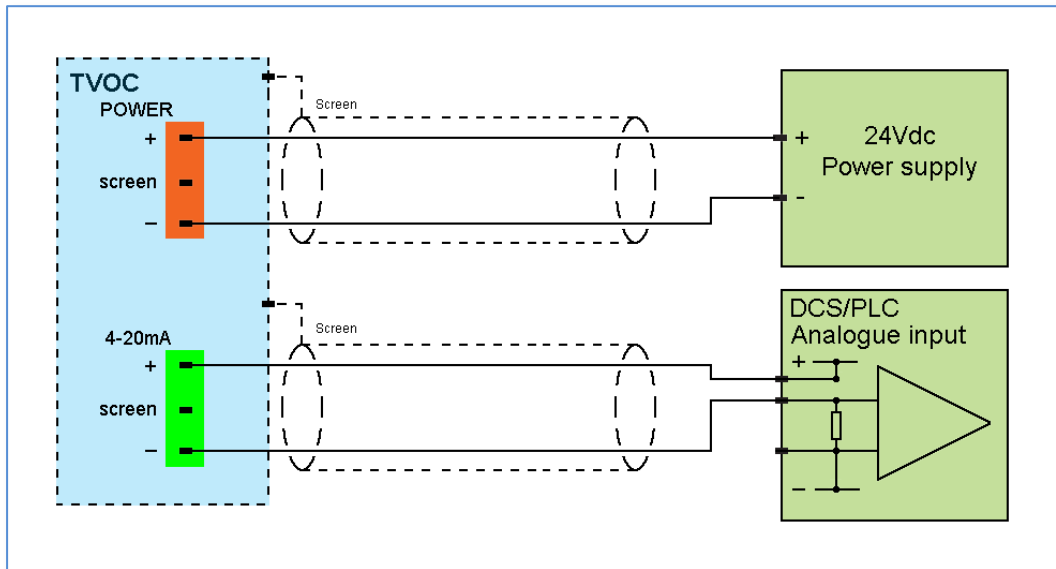 TVOC
POWER
+
screen
–
Screen
24Vdc
Power supply
+
-
4-20mA
+
screen
–
Screen
DCS/PLC
Analogue input
+
–